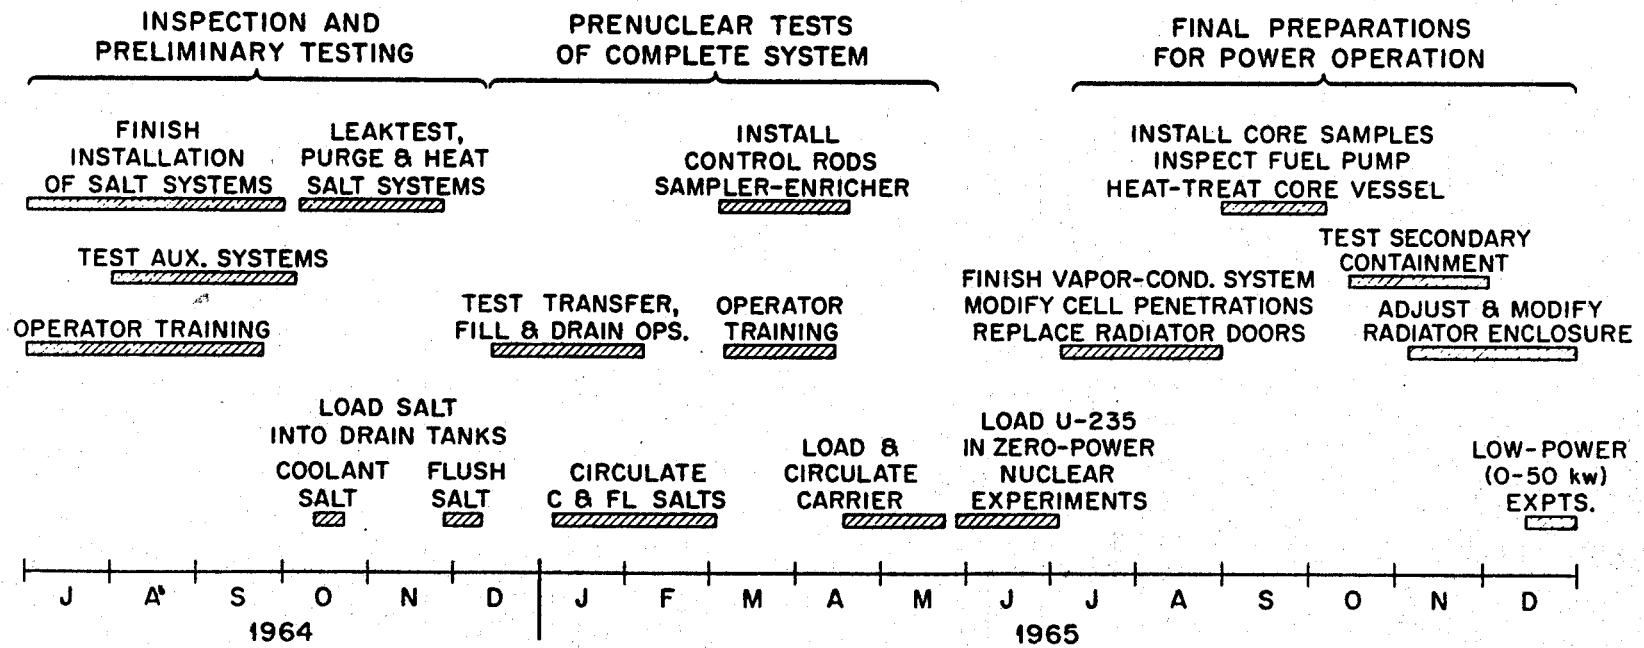 INSPECTION AND
PRELIMINARY TESTING
PRENUCLEAR TESTS
OF COMPLETE SYSTEM
FINAL PREPARATIONS
FOR POWER OPERATION
FINISH
INSTALLATION
OF SALT SYSTEMS
LEAKTEST,
PURGE & HEAT
SALT SYSTEMS
INSTALL
CONTROL RODS
SAMPLER-ENRICHER
INSTALL CORE SAMPLES
INSPECT FUEL PUMP
HEAT-TREAT CORE VESSEL
TEST AUX. SYSTEMS
TEST SECONDARY
CONTAINMENT
OPERATOR TRAINING
TEST TRANSFER,
FILL & DRAIN OPS.
OPERATOR
TRAINING
FINISH VAPOR-COND. SYSTEM
MODIFY CELL PENETRATIONS
REPLACE RADIATOR DOORS
ADJUST & MODIFY
RADIATOR ENCLOSURE
LOAD SALT
INTO DRAIN TANKS
COOLANT
SALT
FLUSH
SALT
CIRCULATE
C & FL SALTS
LOAD &
CIRCULATE
CARRIER
LOAD U-235
IN ZERO-POWER
NUCLEAR
EXPERIMENTS
LOW-POWER
(0-50 kw)
EXPTS.
J A S O N D J F M A M J J A S O N D
1964 1965